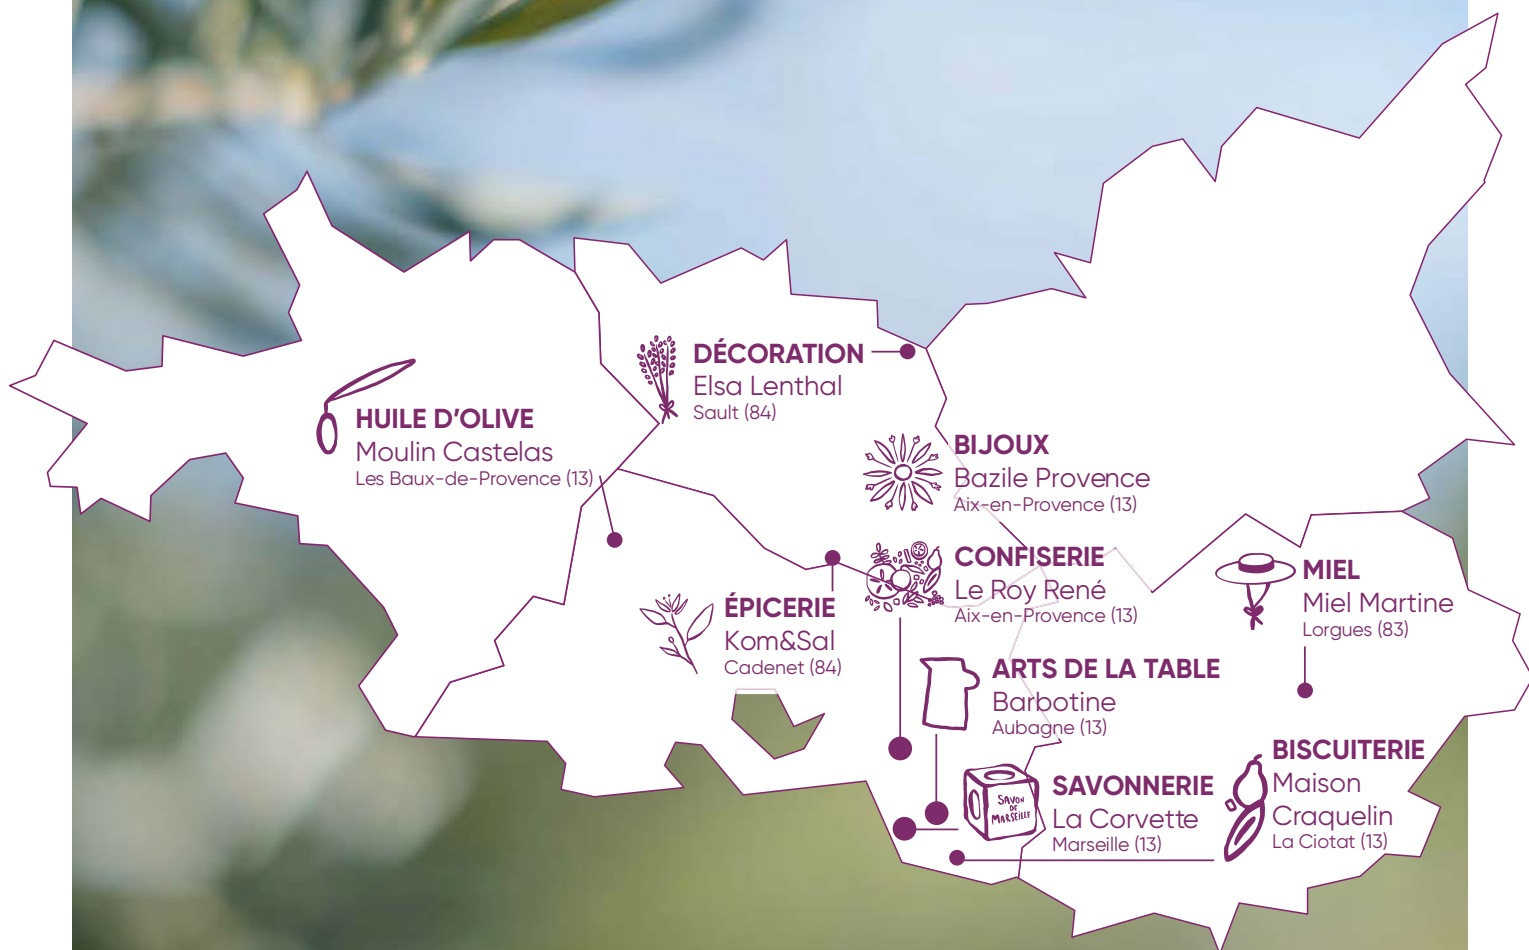 DÉCORATION
Elsa Lenthal
Sault (84)
HUILE D'OLIVE
Moulin Castelas
Les Baux-de-Provence (13)
BIJOUX
Bazile Provence
Aix-en-Provence (13)
CONFISERIE
Le Roy René
Aix-en-Provence (13)
MIEL
Miel Martine
Lorgues (83)
ÉPICERIE
Kom&Sal
Cadenet (84)
ARTS DE LA TABLE
Barbotine
Aubagne (13)
BISCUITERIE
Maison
Craquelin
La Ciotat (13)
SAVONNERIE
La Corvette
Marseille (13)
SAVON
DE
MARSEILLE